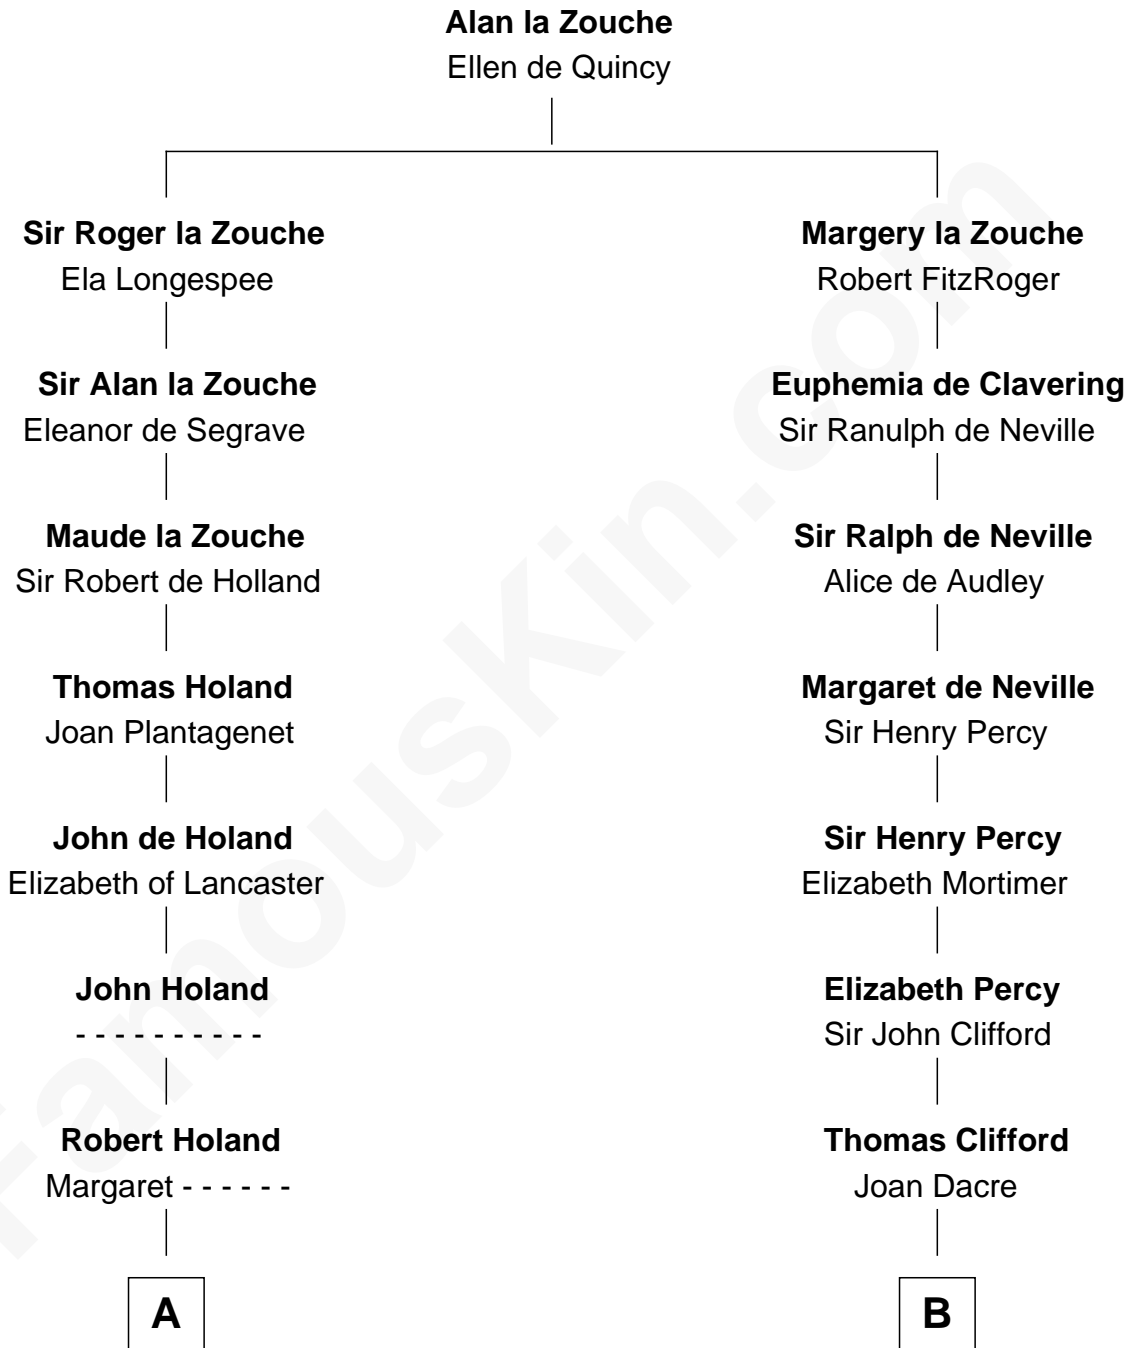 Alan la Zouche
Ellen de Quincy
Sir Roger la Zouche
Ela Longespee
Margery la Zouche
Robert FitzRoger
Sir Alan la Zouche
Eleanor de Segrave
Euphemia de Clavering
Sir Ranulph de Neville
Maude la Zouche
Sir Robert de Holland
Sir Ralph de Neville
Alice de Audley
Thomas Holand
Joan Plantagenet
Margaret de Neville
Sir Henry Percy
John de Holand
Elizabeth of Lancaster
Sir Henry Percy
Elizabeth Mortimer
John Holand
- - - - - - - - - -
Elizabeth Percy
Sir John Clifford
Robert Holand
Margaret - - - - - -
Thomas Clifford
Joan Dacre
A
B
FamousKin.com